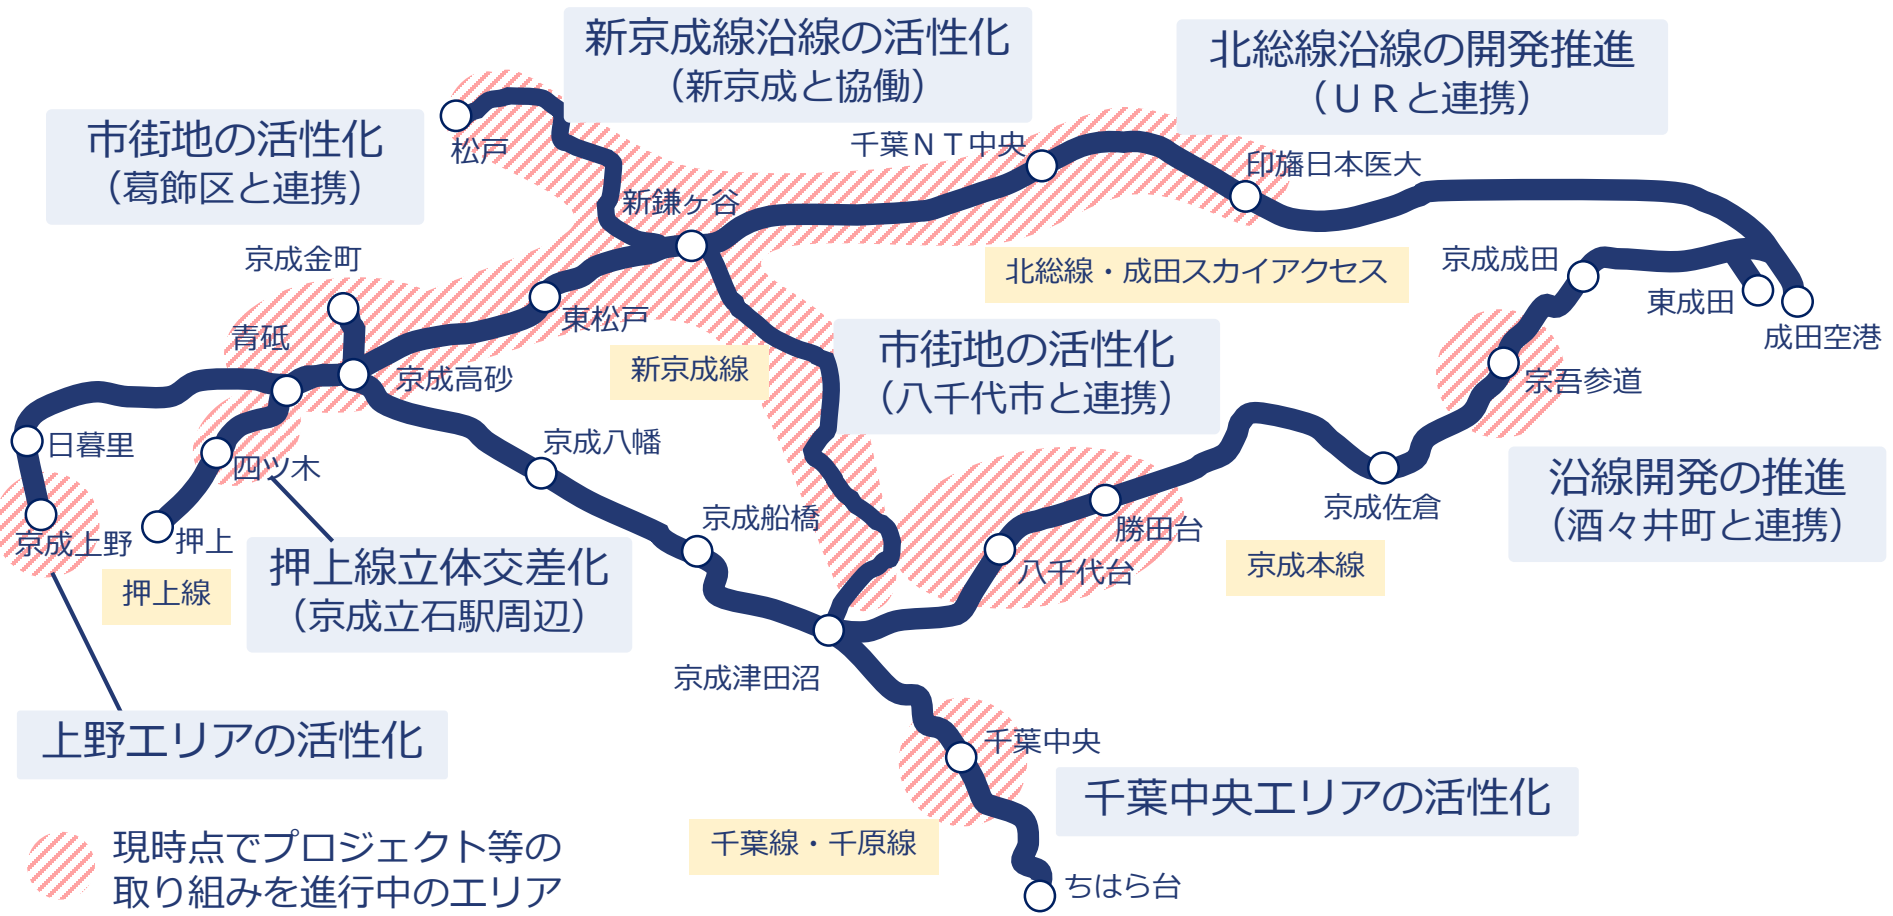 新京成線沿線の活性化
（新京成と協働）
北総線沿線の開発推進
（ＵＲと連携）
市街地の活性化
（葛飾区と連携）
松戸
千葉ＮＴ中央
印旛日本医大
新鎌ヶ谷
京成金町
北総線・成田スカイアクセス
京成成田
東成田
成田空港
青砥
東松戸
市街地の活性化
（八千代市と連携）
新京成線
京成高砂
宗吾参道
日暮里
京成八幡
四ツ木
沿線開発の推進
（酒々井町と連携）
京成佐倉
京成船橋
勝田台
京成上野
押上
押上線立体交差化
（京成立石駅周辺）
八千代台
京成本線
押上線
京成津田沼
上野エリアの活性化
千葉中央
千葉中央エリアの活性化
千葉線・千原線
ちはら台
現時点でプロジェクト等の
取り組みを進行中のエリア